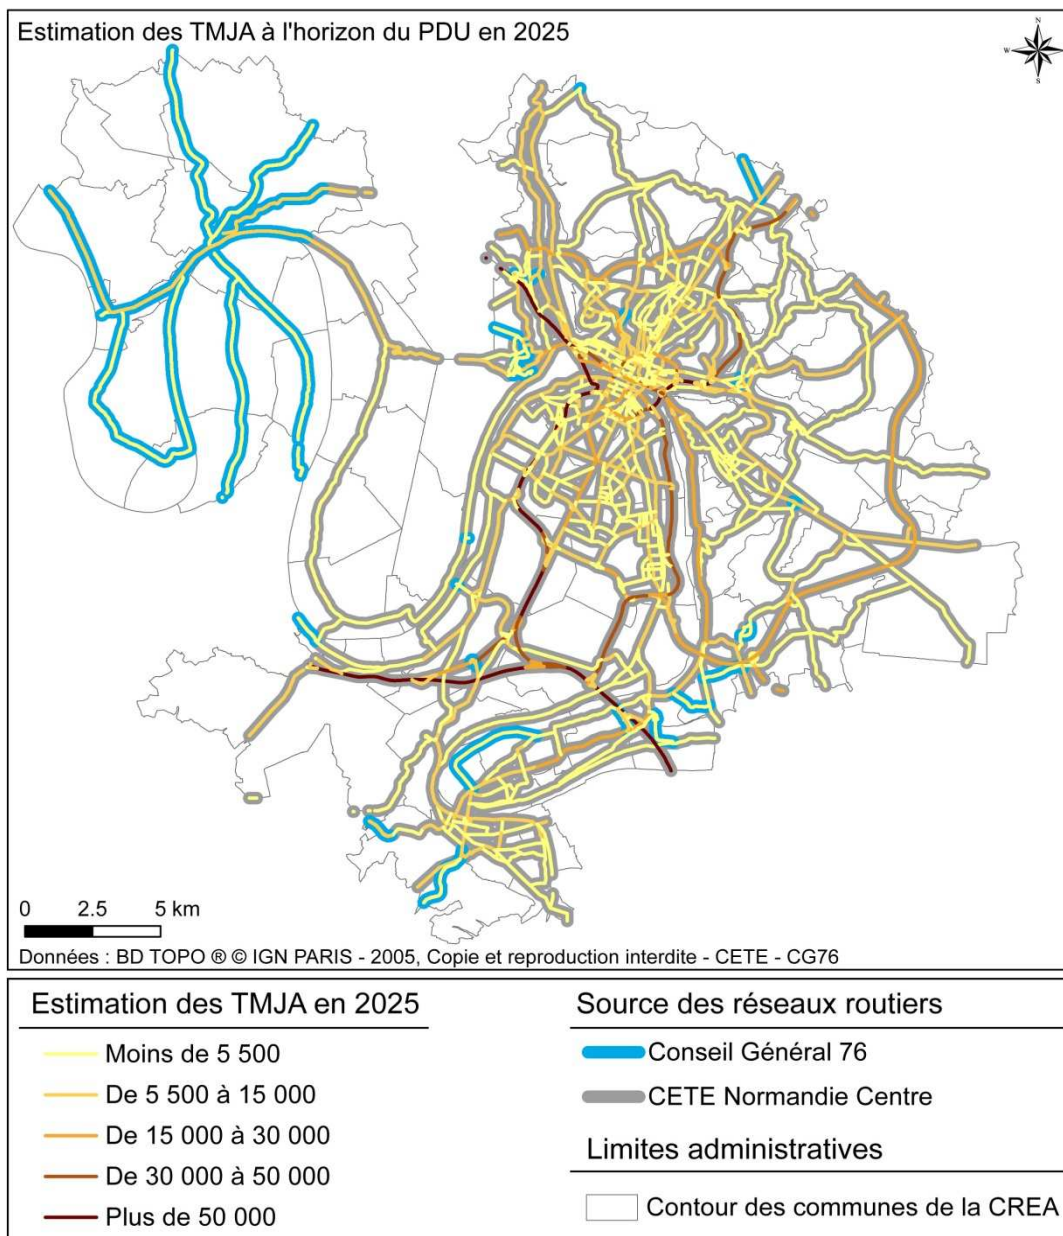 Estimation des TMJA à l'horizon du PDU en 2025
N
W
E
S
0 2.5 5 km
Données : BD TOPO ® © IGN PARIS - 2005, Copie et reproduction interdite - CETE - CG76
Estimation des TMJA en 2025
Moins de 5 500
De 5 500 à 15 000
De 15 000 à 30 000
De 30 000 à 50 000
Plus de 50 000
Source des réseaux routiers
Conseil Général 76
CETE Normandie Centre
Limites administratives
Contour des communes de la CREA